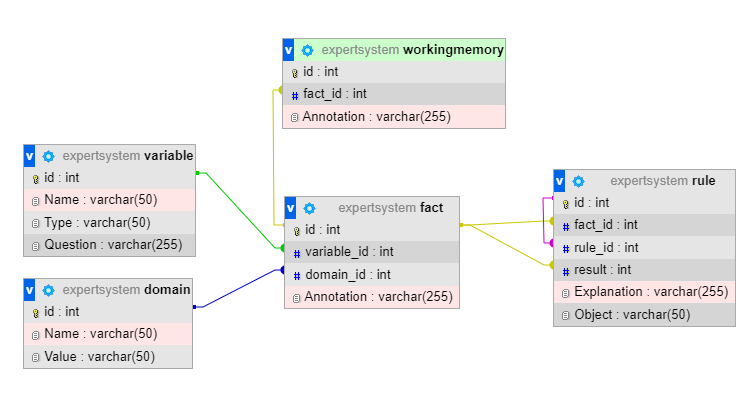 v expertsystem workingmemory
id : int
# fact_id : int
Annotation : varchar(255)
v expertsystem variable
id : int
Name : varchar(50)
Type : varchar(50)
Question : varchar(255)
v expertsystem domain
id : int
Name : varchar(50)
Value : varchar(50)
v expertsystem fact
id : int
# variable_id : int
# domain_id : int
Annotation : varchar(255)
v expertsystem rule
id : int
# fact_id : int
# rule_id : int
# result : int
Explanation : varchar(255)
Object : varchar(50)